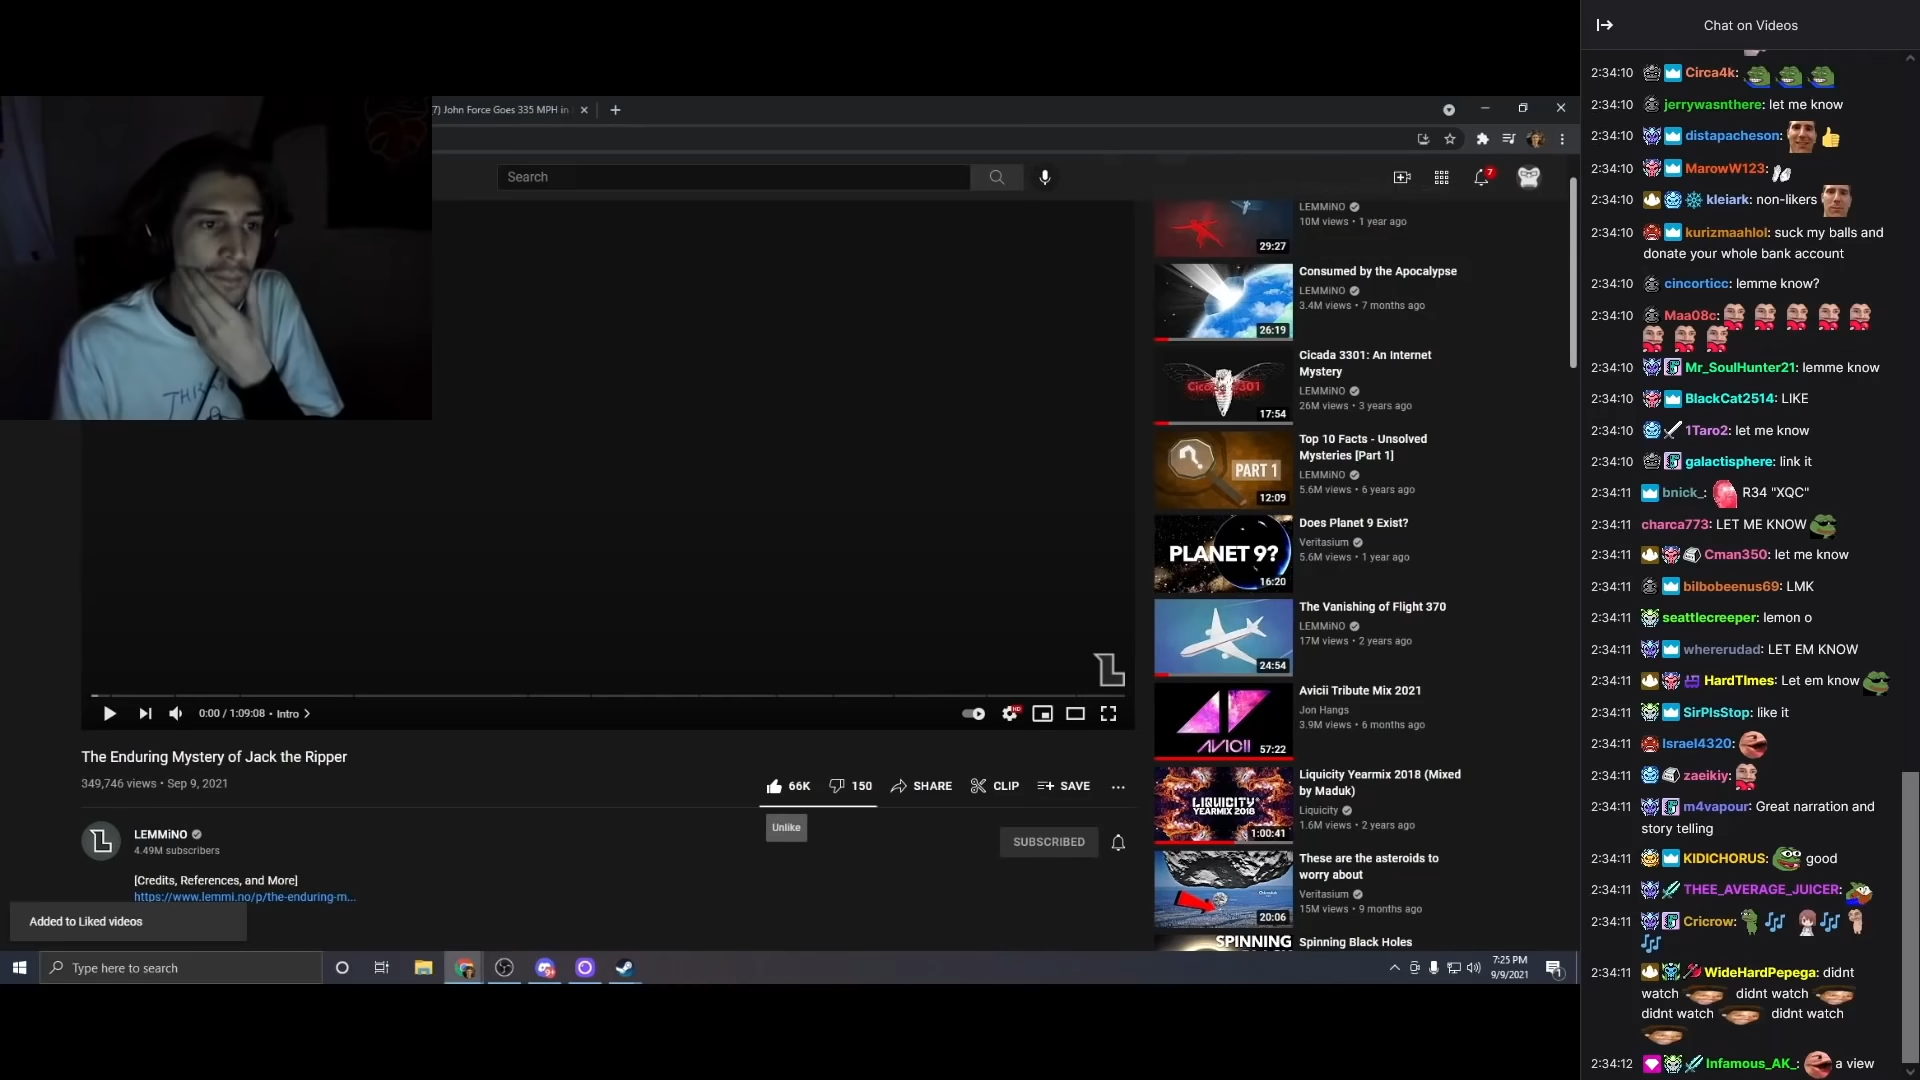 7) John Force Goes 335 MPH in
Search
7
LEMMiNO
10M views • 1 year ago
29:27
Consumed by the Apocalypse
LEMMiNO
3.4M views • 7 months ago
26:19
Cicada 3301: An Internet
Mystery
LEMMiNO
26M views • 3 years ago
17:54
Top 10 Facts - Unsolved
Mysteries [Part 1]
LEMMiNO
5.6M views • 6 years ago
PART 1
12:09
Does Planet 9 Exist?
Veritasium
5.6M views • 1 year ago
PLANET 9?
16:20
The Vanishing of Flight 370
LEMMiNO
17M views • 2 years ago
24:54
Avicii Tribute Mix 2021
Jon Hangs
3.9M views • 6 months ago
AVICII
57:22
Liquicity Yearmix 2018 (Mixed
by Maduk)
Liquicity
1.6M views • 2 years ago
LIQUICITY
YEARMIX 2018
1:00:41
These are the asteroids to
worry about
Veritasium
15M views • 9 months ago
20:06
SPINNING
Spinning Black Holes
0:00 / 1:09:08 • Intro
HD
The Enduring Mystery of Jack the Ripper
349,746 views • Sep 9, 2021
66K
150
SHARE
CLIP
SAVE
Unlike
LEMMiNO
4.49M subscribers
SUBSCRIBED
[Credits, References, and More]
https://www.lemmi.no/p/the-enduring-m...
Added to Liked videos
Type here to search
7:25 PM
9/9/2021
Chat on Videos
2:34:10 Circa4k:
2:34:10 jerrywasnthere: let me know
2:34:10 distapacheson:
2:34:10 MarowW123:
2:34:10 kleiark: non-likers
2:34:10 kurizmaahlol: suck my balls and
donate your whole bank account
2:34:10 cincorticc: lemme know?
2:34:10 Maa08c:
2:34:10 Mr_SoulHunter21: lemme know
2:34:10 BlackCat2514: LIKE
2:34:10 1Taro2: let me know
2:34:10 galactisphere: link it
2:34:11 bnick_: R34 "XQC"
2:34:11 charca773: LET ME KNOW
2:34:11 Cman350: let me know
2:34:11 bilbobeenus69: LMK
2:34:11 seattlecreeper: lemon o
2:34:11 whererudad: LET EM KNOW
2:34:11 HardTImes: Let em know
2:34:11 SirPlsStop: like it
2:34:11 Israel4320:
2:34:11 zaeikiy:
2:34:11 m4vapour: Great narration and
story telling
2:34:11 KIDICHORUS: good
2:34:11 THEE_AVERAGE_JUICER:
2:34:11 Cricrow:
2:34:11 WideHardPepega: didnt
watch didnt watch
didnt watch didnt watch
2:34:12 Infamous_AK_: a view